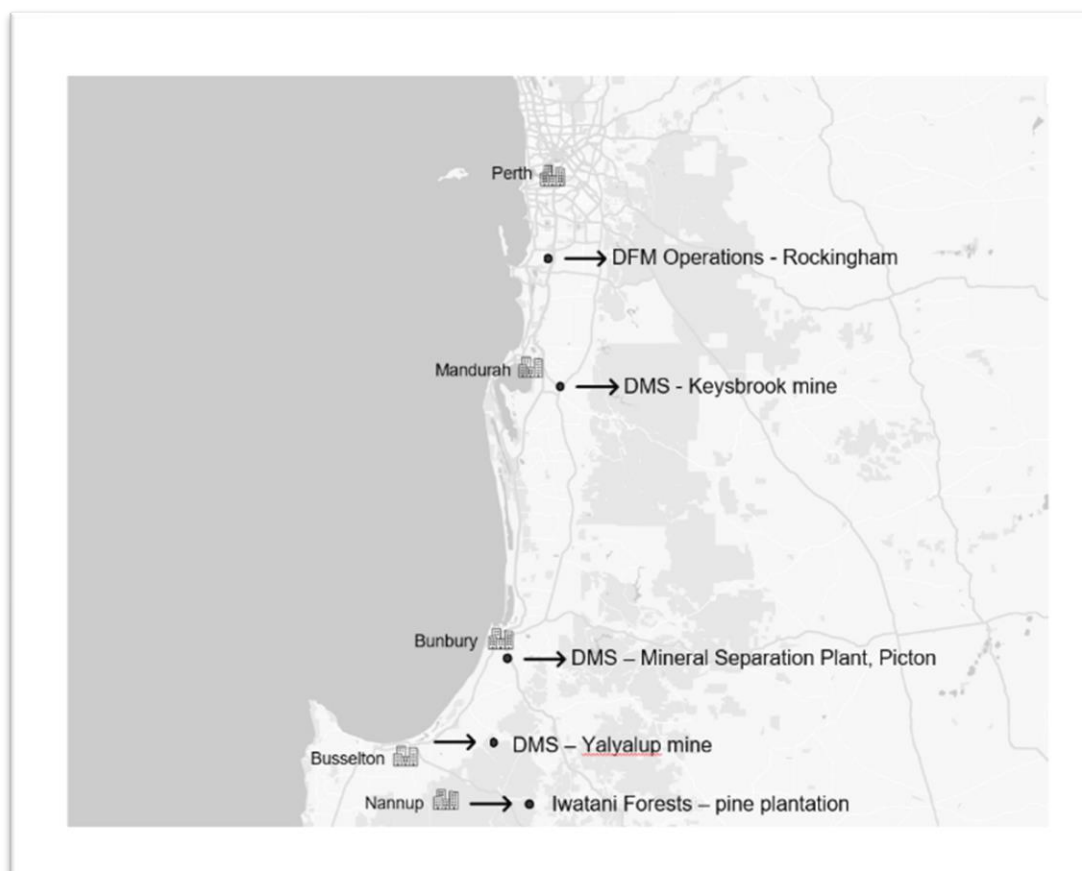 Perth
DFM Operations - Rockingham
Mandurah
DMS - Keysbrook mine
Bunbury
DMS – Mineral Separation Plant, Picton
Busselton
DMS – Yalyalup mine
Nannup
Iwatani Forests – pine plantation